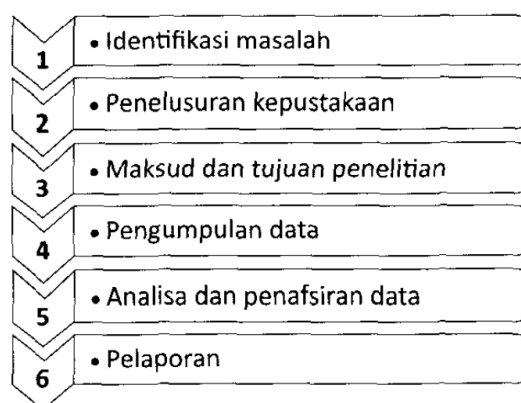 1 • Identifikasi masalah
2 • Penelusuran kepustakaan
3 • Maksud dan tujuan penelitian
4 • Pengumpulan data
5 • Analisa dan penafsiran data
6 • Pelaporan